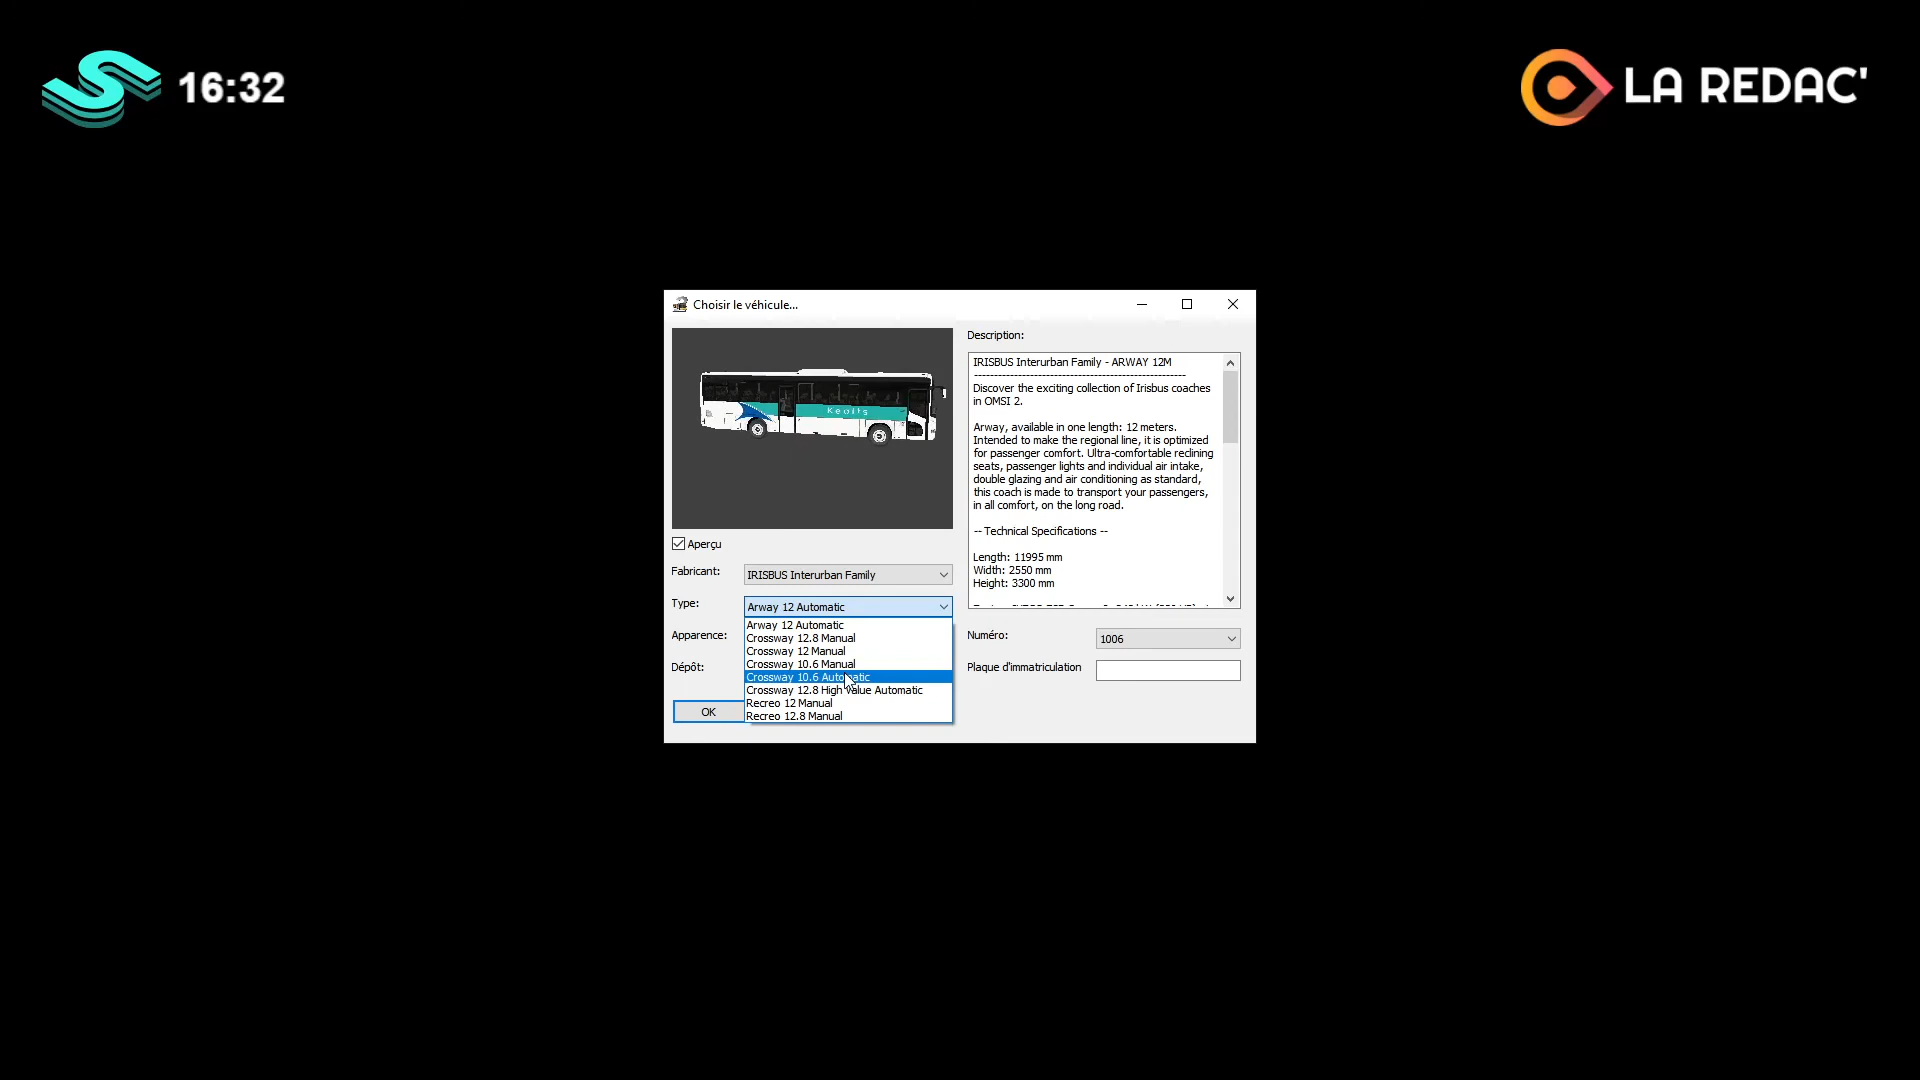 16:32
LA REDAC'
Choisir le véhicule...
Keolis
Aperçu
Fabricant:
IRISBUS Interurban Family
Type:
Arway 12 Automatic
Arway 12 Automatic
Crossway 12.8 Manual
Crossway 12 Manual
Crossway 10.6 Manual
Crossway 10.6 Automatic
Crossway 12.8 High Value Automatic
Recreo 12 Manual
Recreo 12.8 Manual
Apparence:
Dépôt:
OK
Description:
IRISBUS Interurban Family - ARWAY 12M
--------------------------------------------------------
Discover the exciting collection of Irisbus coaches
in OMSI 2.
Arway, available in one length: 12 meters.
Intended to make the regional line, it is optimized
for passenger comfort. Ultra-comfortable reclining
seats, passenger lights and individual air intake,
double glazing and air conditioning as standard,
this coach is made to transport your passengers,
in all comfort, on the long road.
-- Technical Specifications --
Length: 11995 mm
Width: 2550 mm
Height: 3300 mm
Numéro:
1006
Plaque d'immatriculation